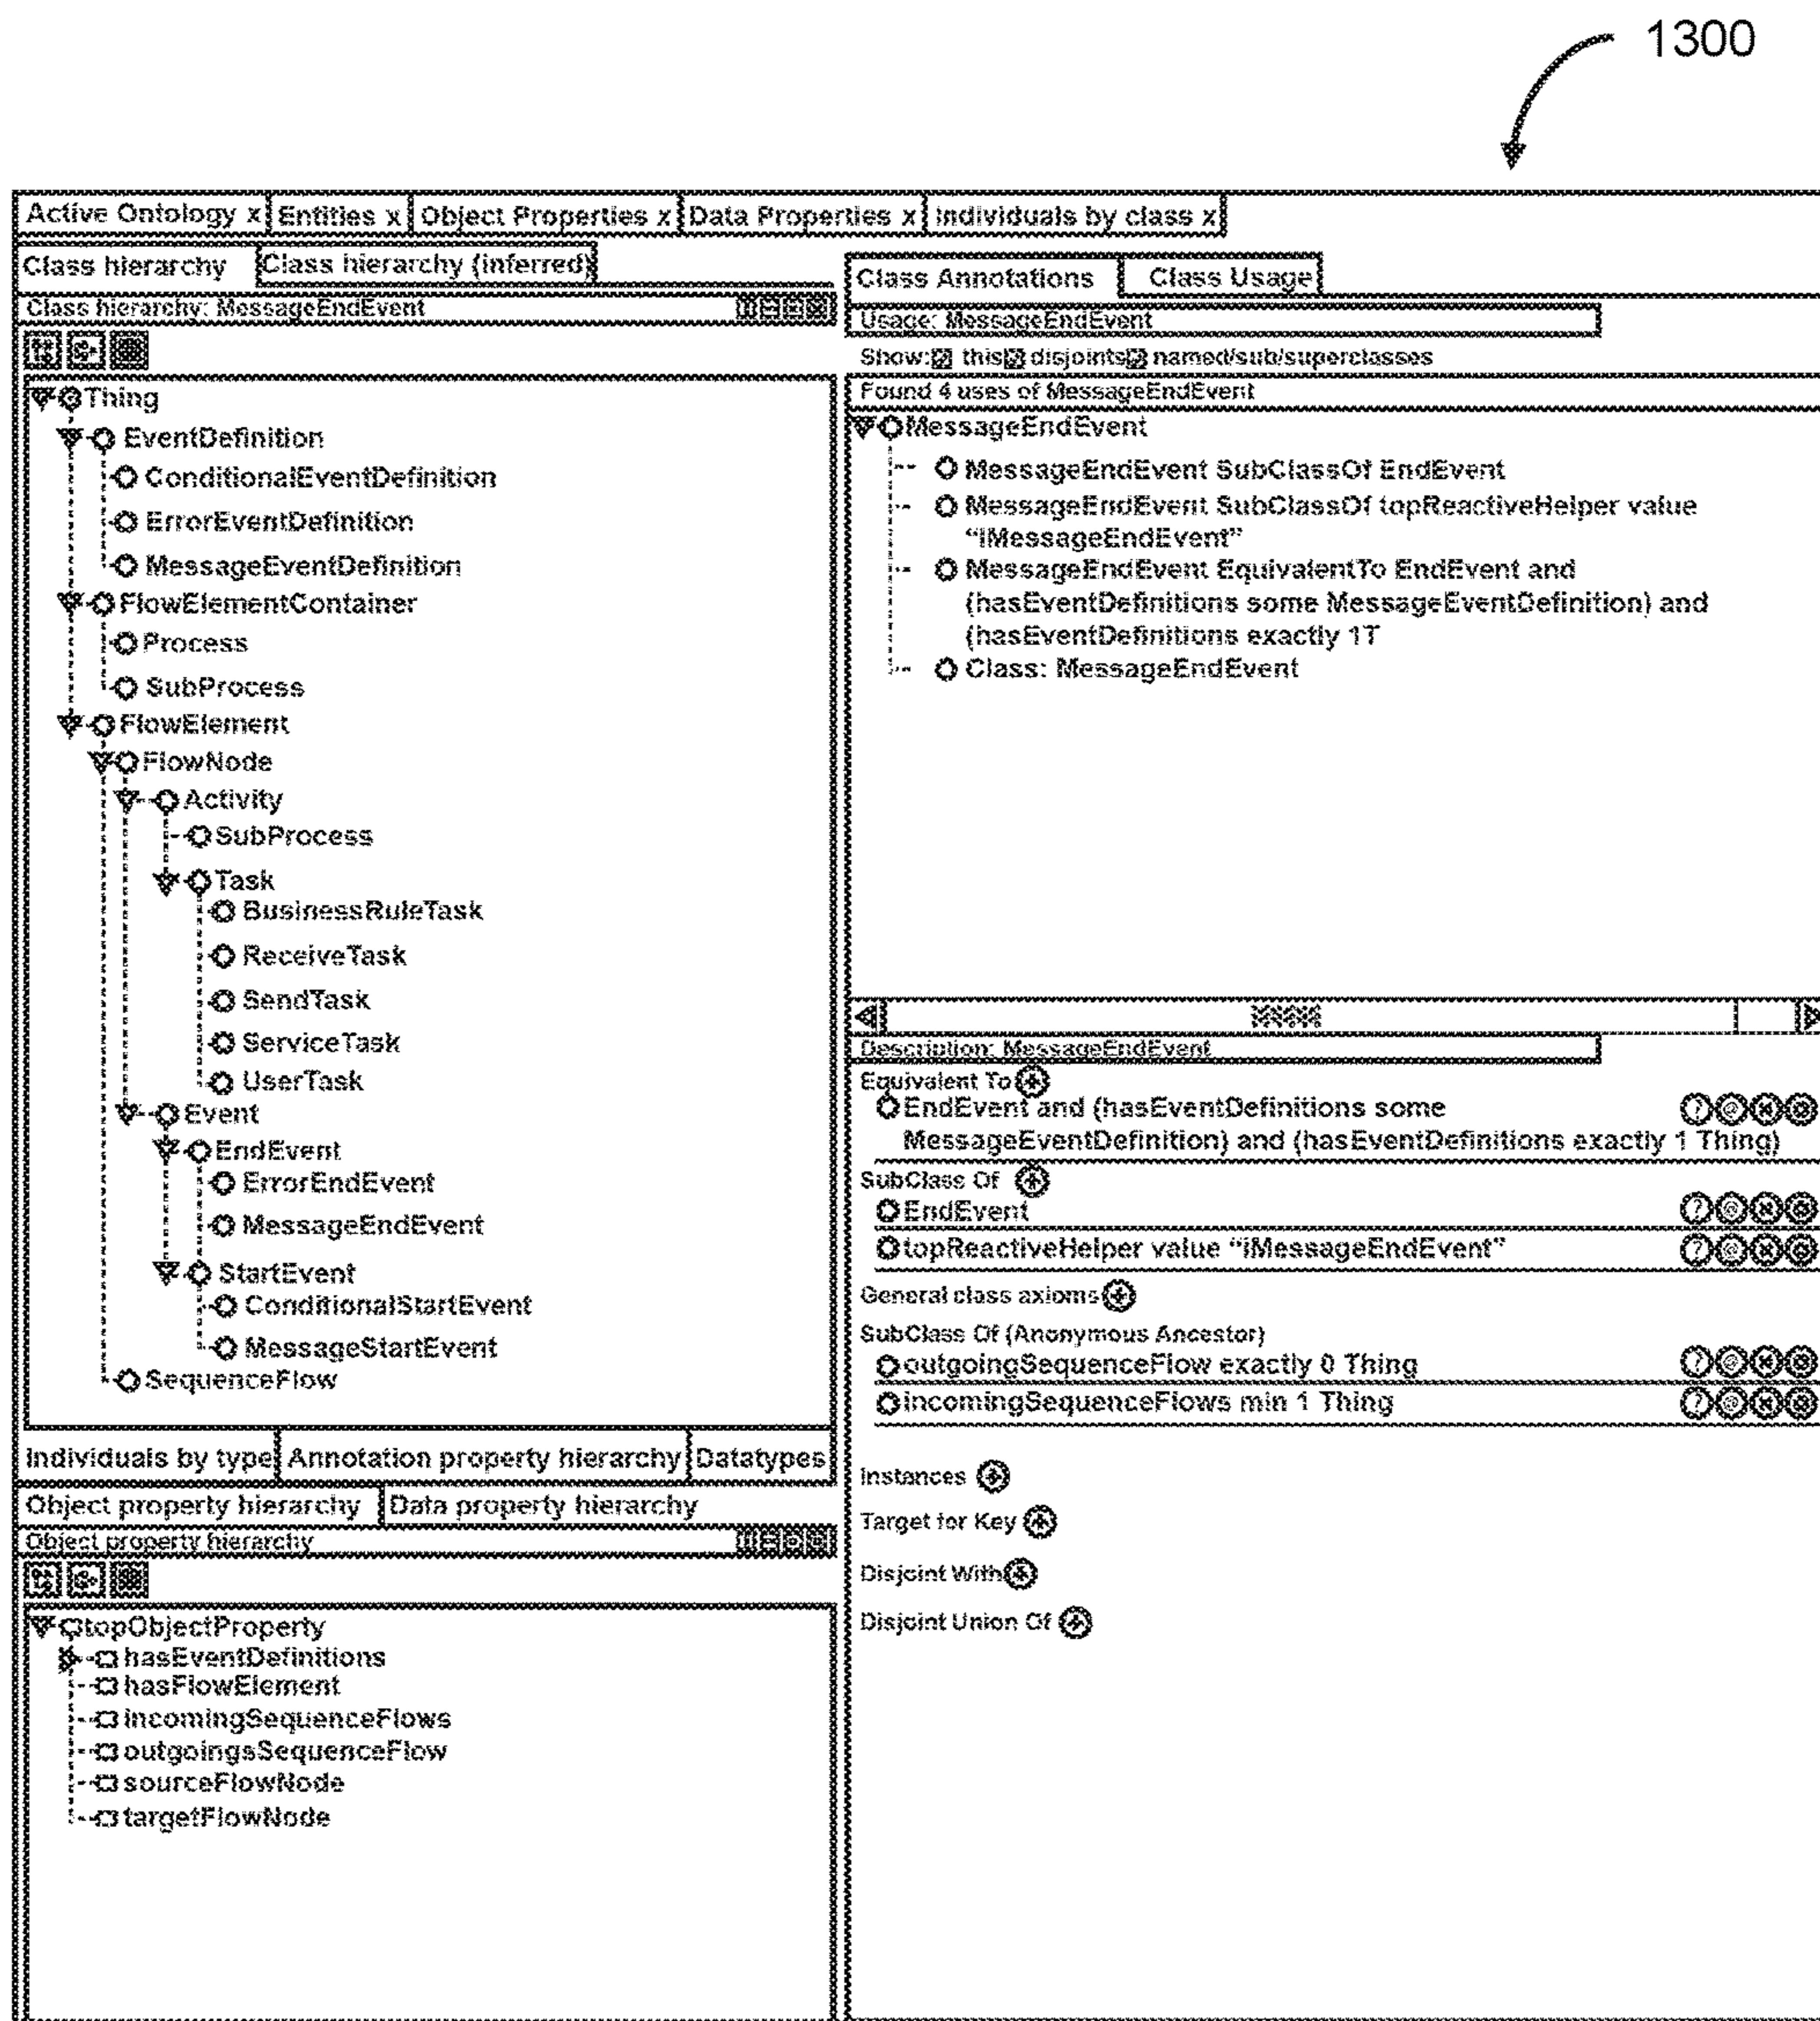 1300
Active Ontology x Entities x Object Properties x Data Properties x Individuals by class x
Class hierarchy Class hierarchy (inferred)
Class hierarchy: MessageEndEvent
Thing
EventDefinition
ConditionalEventDefinition
ErrorEventDefinition
MessageEventDefinition
FlowElementContainer
Process
SubProcess
FlowElement
FlowNode
Activity
SubProcess
Task
BusinessRuleTask
ReceiveTask
SendTask
ServiceTask
UserTask
Event
EndEvent
ErrorEndEvent
MessageEndEvent
StartEvent
ConditionalStartEvent
MessageStartEvent
SequenceFlow
Individuals by type Annotation property hierarchy Datatypes
Object property hierarchy Data property hierarchy
Object property hierarchy
topObjectProperty
hasEventDefinitions
hasFlowElement
incomingSequenceFlows
outgoingsSequenceFlow
sourceFlowNode
targetFlowNode
Class Annotations Class Usage
Usage: MessageEndEvent
Show: this disjoints named/sub/superclasses
Found 4 uses of MessageEndEvent
MessageEndEvent
MessageEndEvent SubClassOf EndEvent
MessageEndEvent SubClassOf topReactiveHelper value
“iMessageEndEvent”
MessageEndEvent EquivalentTo EndEvent and
(hasEventDefinitions some MessageEventDefinition) and
(hasEventDefinitions exactly 1T
Class: MessageEndEvent
Description: MessageEndEvent
Equivalent To +
EndEvent and (hasEventDefinitions some ? @ x o
MessageEventDefinition) and (hasEventDefinitions exactly 1 Thing)
SubClass Of +
EndEvent ? @ x o
topReactiveHelper value “iMessageEndEvent” ? @ x o
General class axioms +
SubClass Of (Anonymous Ancestor)
outgoingSequenceFlow exactly 0 Thing ? @ x o
incomingSequenceFlows min 1 Thing ? @ x o
Instances +
Target for Key +
Disjoint With +
Disjoint Union Of +